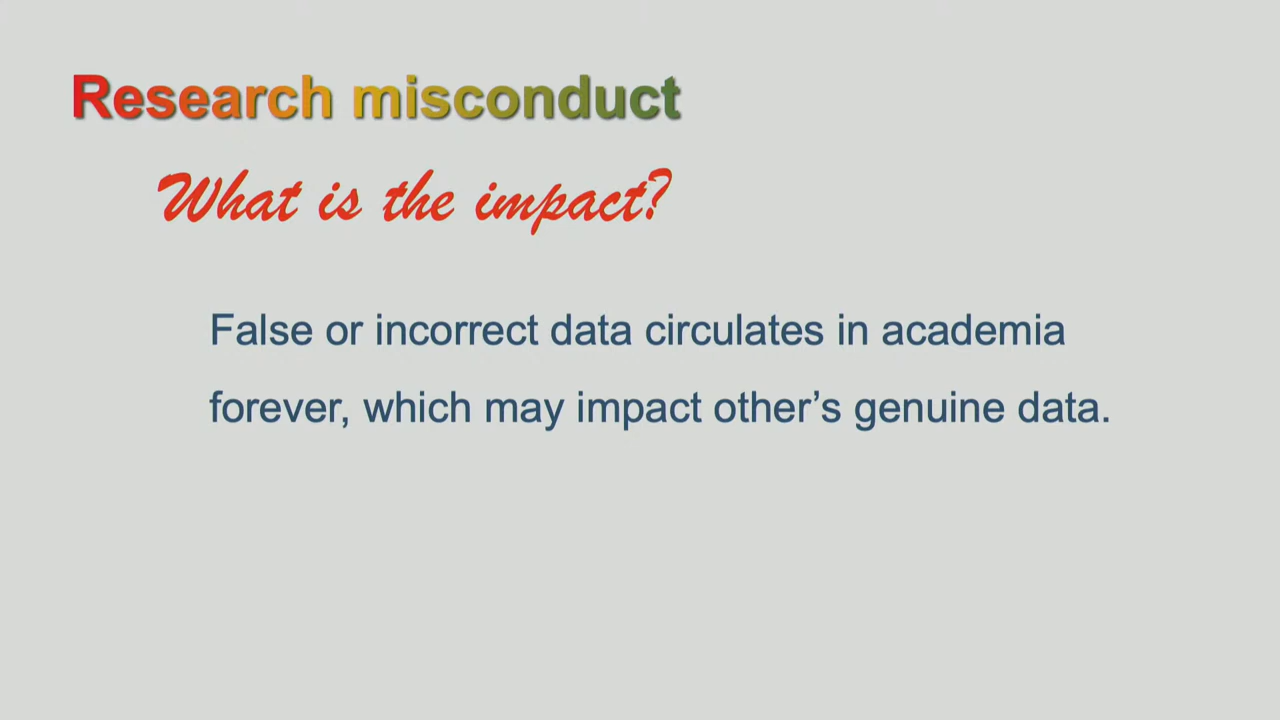 Research misconduct
What is the impact?
False or incorrect data circulates in academia
forever, which may impact other’s genuine data.